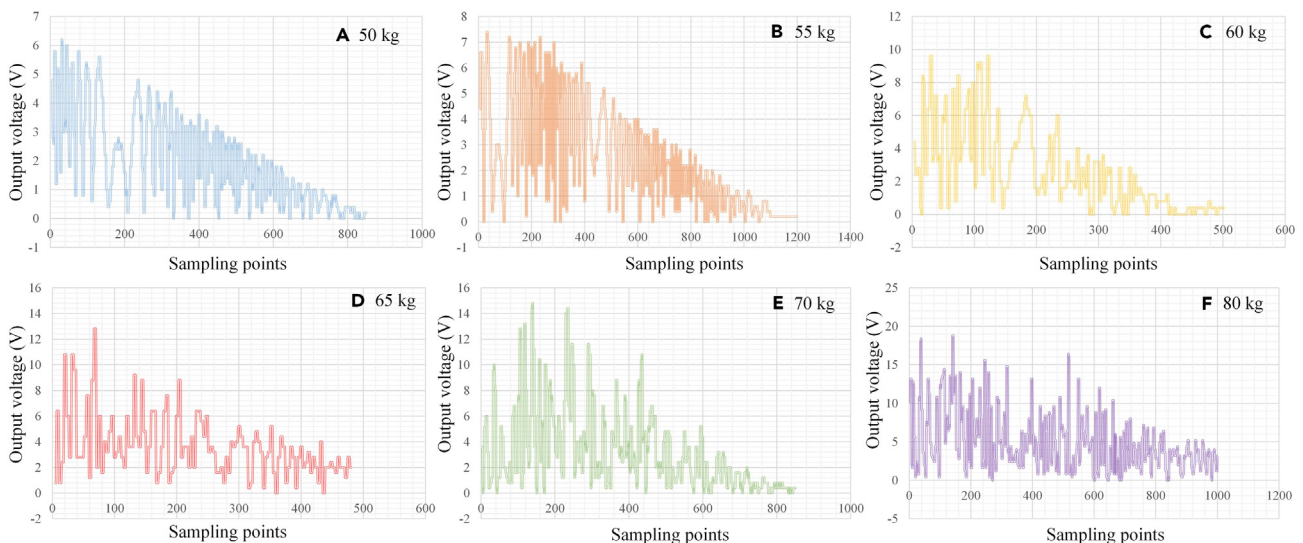 A 50 kg
7
6
5
4
3
2
1
0
-1
0 200 400 600 800 1000
Output voltage (V)
Sampling points
B 55 kg
8
7
6
5
4
3
2
1
0
-1
0 200 400 600 800 1000 1200 1400
Output voltage (V)
Sampling points
C 60 kg
12
10
8
6
4
2
0
-2
0 100 200 300 400 500 600
Output voltage (V)
Sampling points
D 65 kg
16
14
12
10
8
6
4
2
0
-2
0 100 200 300 400 500 600
Output voltage (V)
Sampling points
E 70 kg
16
14
12
10
8
6
4
2
0
-2
0 200 400 600 800 1000
Output voltage (V)
Sampling points
F 80 kg
25
20
15
10
5
0
-5
0 200 400 600 800 1000 1200
Output voltage (V)
Sampling points